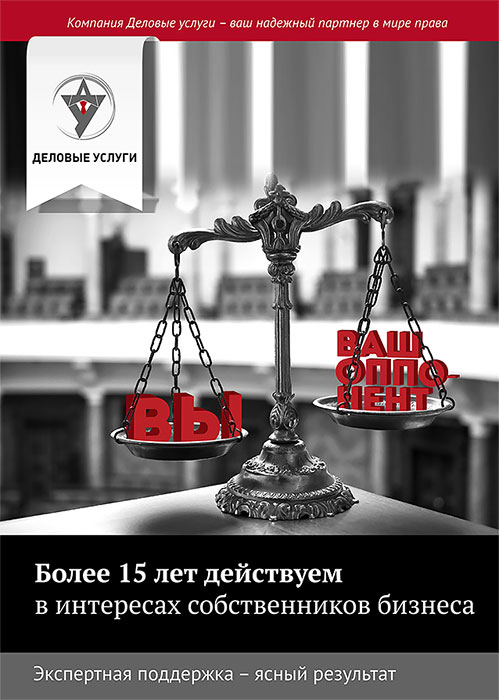 Компания Деловые услуги – ваш надежный партнер в мире права
ДЕЛОВЫЕ УСЛУГИ
ВЫ
ВАШ
ОППО-
НЕНТ
Более 15 лет действуем
в интересах собственников бизнеса
Экспертная поддержка – ясный результат